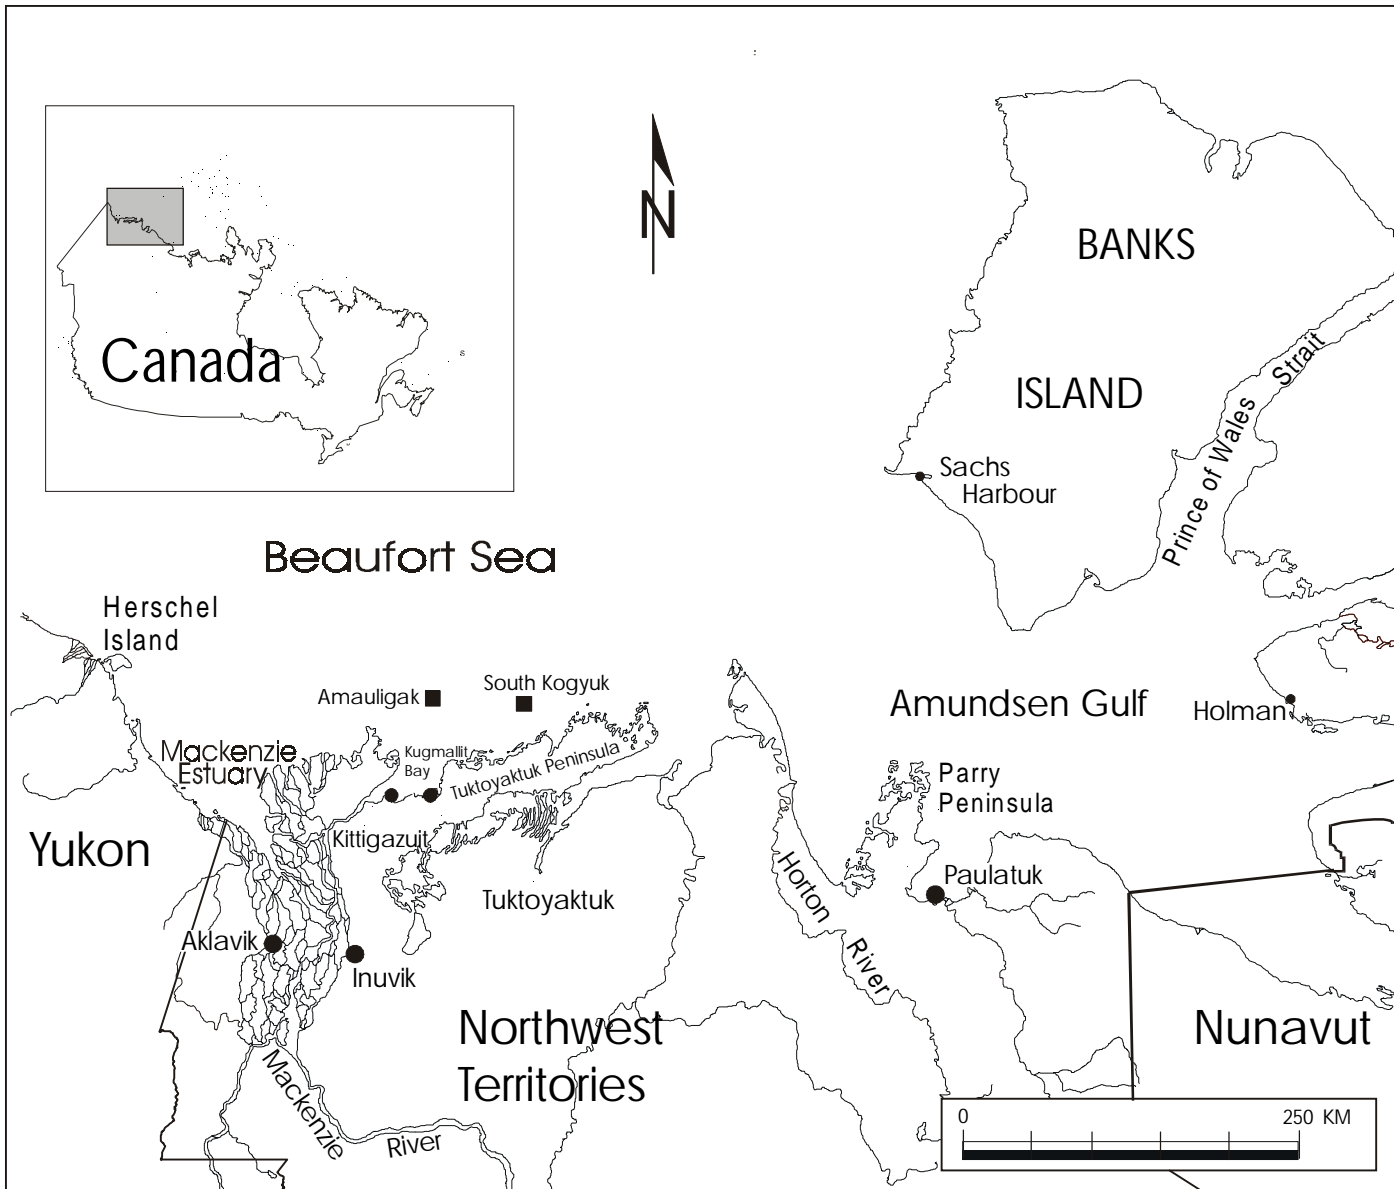 N
BANKS
ISLAND
Canada
Prince of Wales Strait
Sachs
Harbour
Beaufort Sea
Herschel
Island
Amauligak
South Kogyuk
Amundsen Gulf
Holman
Mackenzie
Estuary
Kugmallit
Bay
Tuktoyaktuk Peninsula
Parry
Peninsula
Yukon
Kittigazuit
Horton
River
Paulatuk
Tuktoyaktuk
Aklavik
Inuvik
Northwest
Territories
Nunavut
Mackenzie
River
0 250 KM